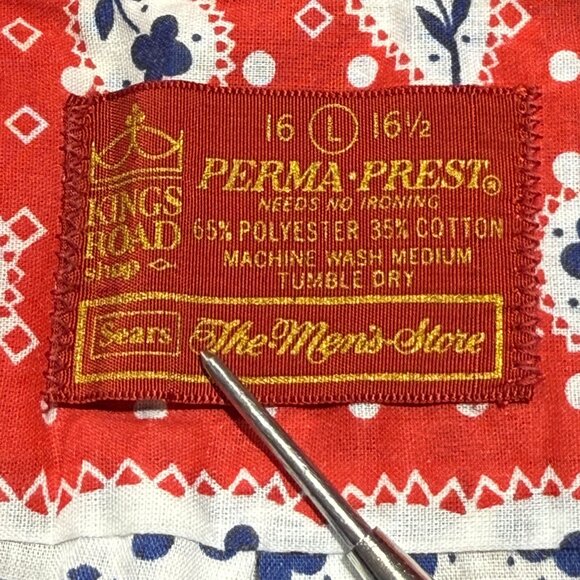 16 L 16½
PERMA·PREST®
NEEDS NO IRONING
65% POLYESTER 35% COTTON
MACHINE WASH MEDIUM
TUMBLE DRY
KINGS
ROAD
shop
Sears The Men's Store